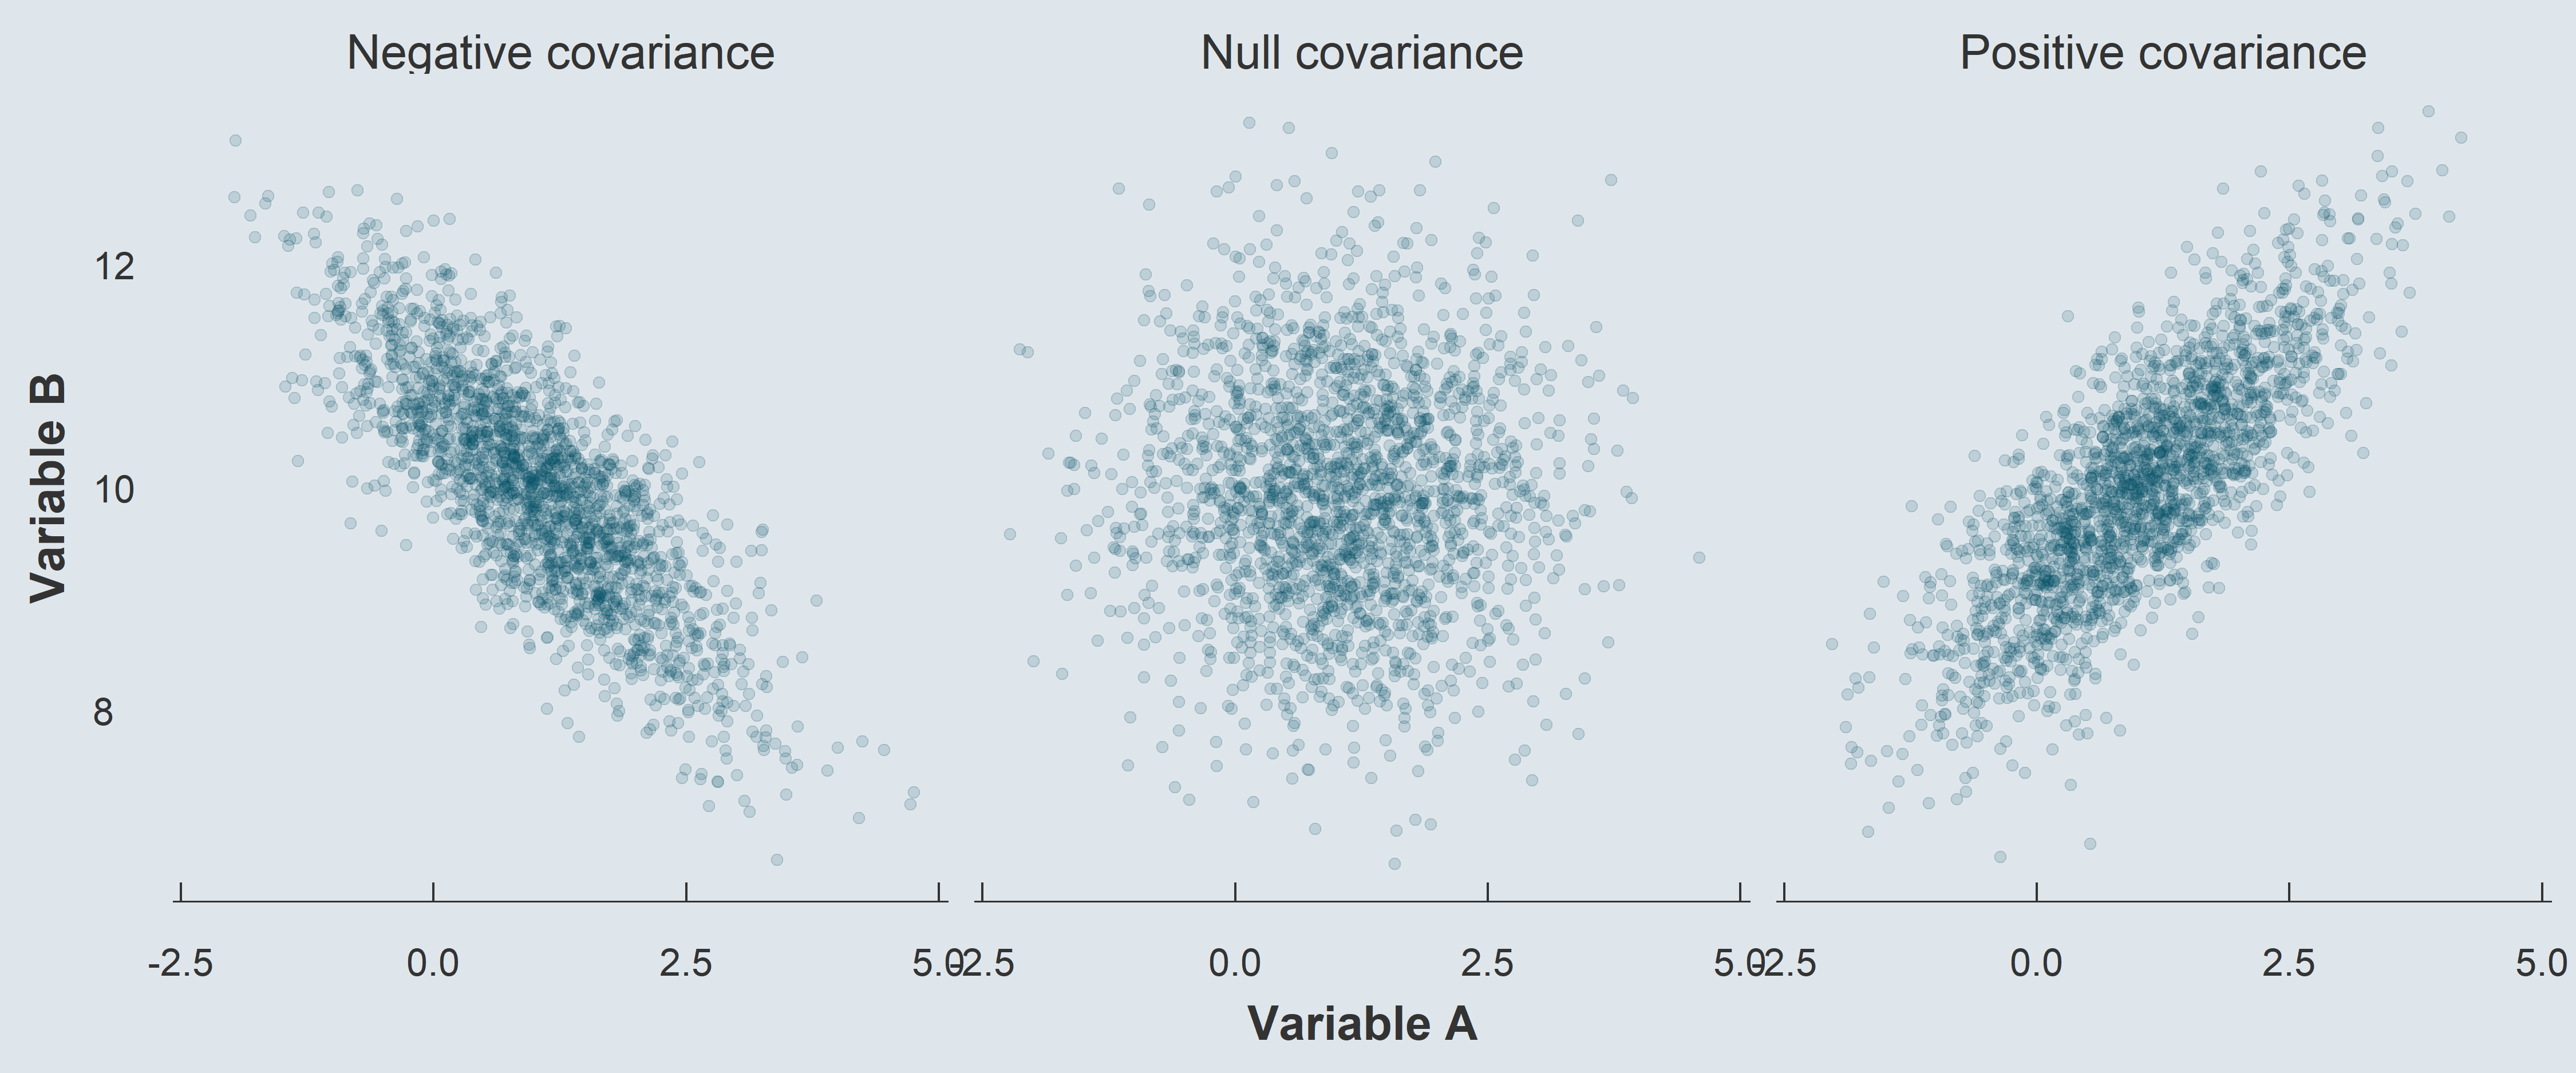 Negative covariance
Null covariance
Positive covariance
Variable B
12
10
8
-2.5 0.0 2.5 5.0
-2.5 0.0 2.5 5.0
-2.5 0.0 2.5 5.0
Variable A